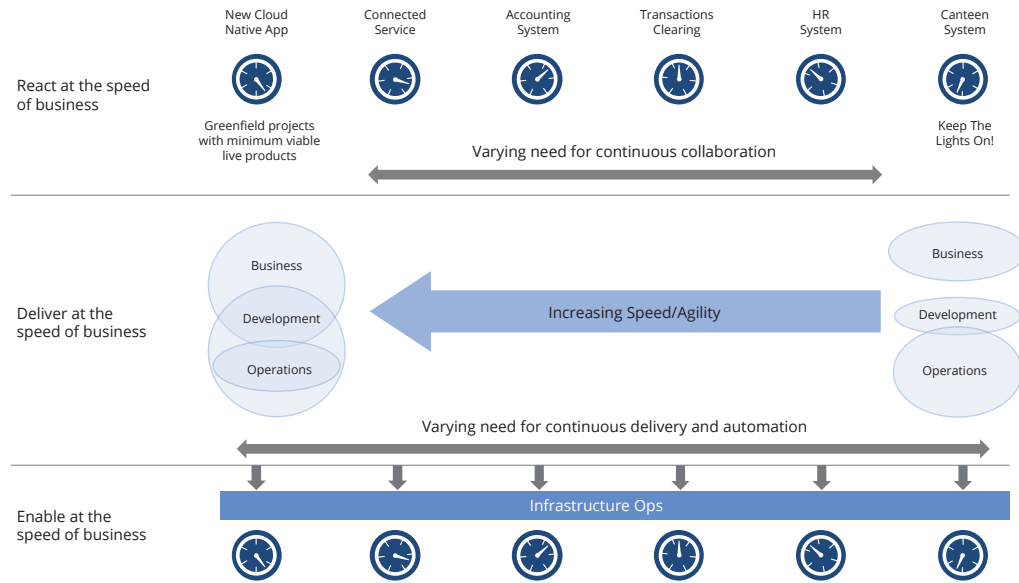 New Cloud
Native App
Connected
Service
Accounting
System
Transactions
Clearing
HR
System
Canteen
System
React at the speed
of business
Greenfield projects
with minimum viable
live products
Keep The
Lights On!
Varying need for continuous collaboration
Deliver at the
speed of business
Business
Development
Operations
Increasing Speed/Agility
Business
Development
Operations
Varying need for continuous delivery and automation
Enable at the
speed of business
Infrastructure Ops